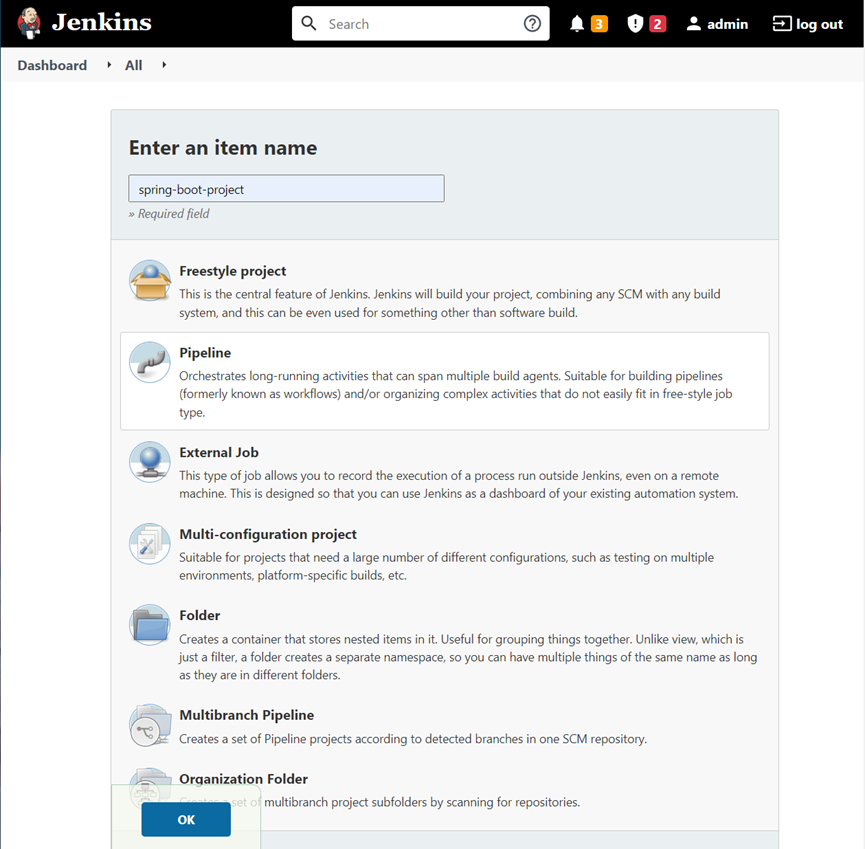 Jenkins
Search
3
2
admin
log out
Dashboard
All
Enter an item name
spring-boot-project
» Required field
Freestyle project
This is the central feature of Jenkins. Jenkins will build your project, combining any SCM with any build
system, and this can be even used for something other than software build.
Pipeline
Orchestrates long-running activities that can span multiple build agents. Suitable for building pipelines
(formerly known as workflows) and/or organizing complex activities that do not easily fit in free-style job
type.
External Job
This type of job allows you to record the execution of a process run outside Jenkins, even on a remote
machine. This is designed so that you can use Jenkins as a dashboard of your existing automation system.
Multi-configuration project
Suitable for projects that need a large number of different configurations, such as testing on multiple
environments, platform-specific builds, etc.
Folder
Creates a container that stores nested items in it. Useful for grouping things together. Unlike view, which is
just a filter, a folder creates a separate namespace, so you can have multiple things of the same name as long
as they are in different folders.
Multibranch Pipeline
Creates a set of Pipeline projects according to detected branches in one SCM repository.
Organization Folder
Creates a set of multibranch project subfolders by scanning for repositories.
OK